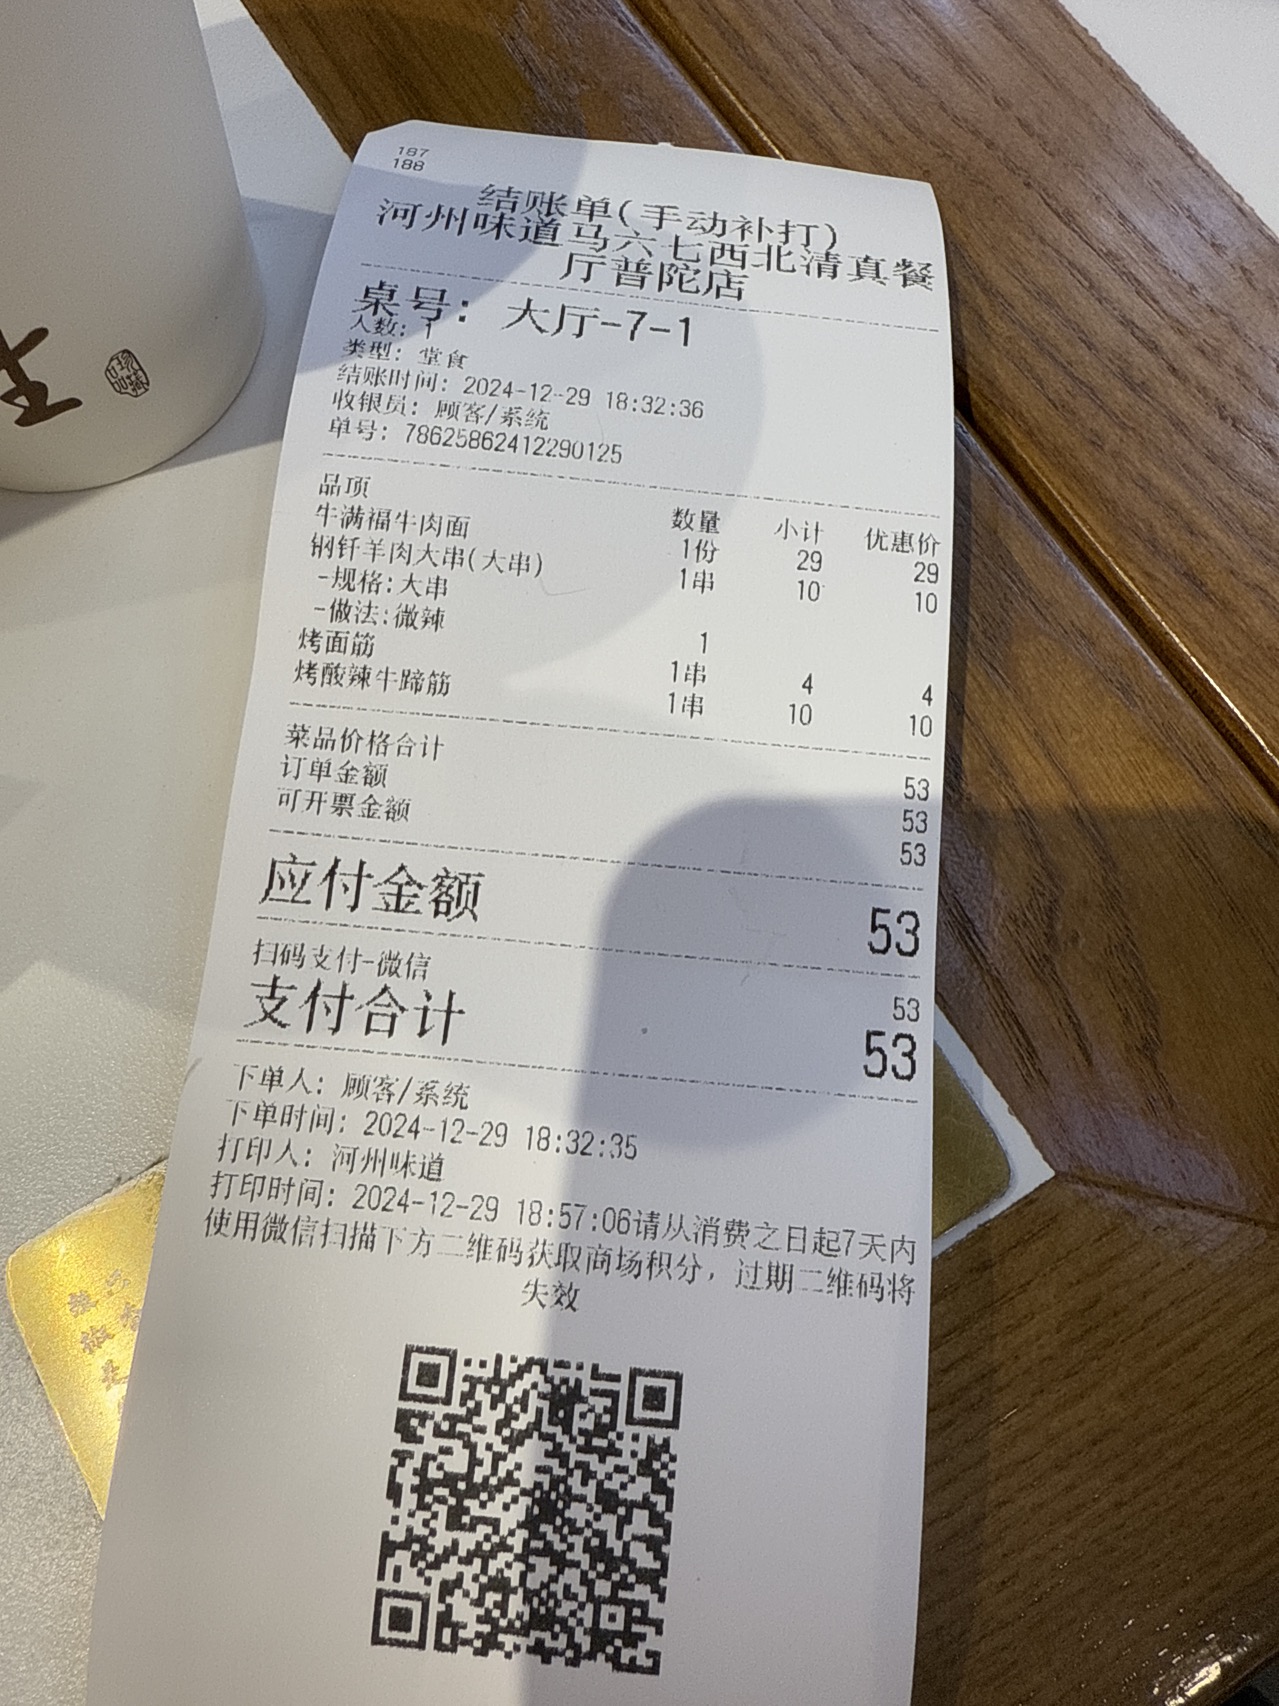 187
188
结账单(手动补打)
河州味道马六七西北清真餐
厅普陀店
桌号: 大厅-7-1
人数: 1
类型: 堂食
结账时间: 2024-12-29 18:32:36
收银员: 顾客/系统
单号: 78625862412290125
品项 数量 小计 优惠价
牛满福牛肉面 1份 29 29
钢钎羊肉大串(大串) 1串 10 10
-规格:大串
-做法:微辣 1
烤面筋 1串 4 4
烤酸辣牛蹄筋 1串 10 10
菜品价格合计 53
订单金额 53
可开票金额 53
应付金额 53
扫码支付-微信 53
支付合计 53
下单人: 顾客/系统
下单时间: 2024-12-29 18:32:35
打印人: 河州味道
打印时间: 2024-12-29 18:57:06请从消费之日起7天内
使用微信扫描下方二维码获取商场积分，过期二维码将
失效